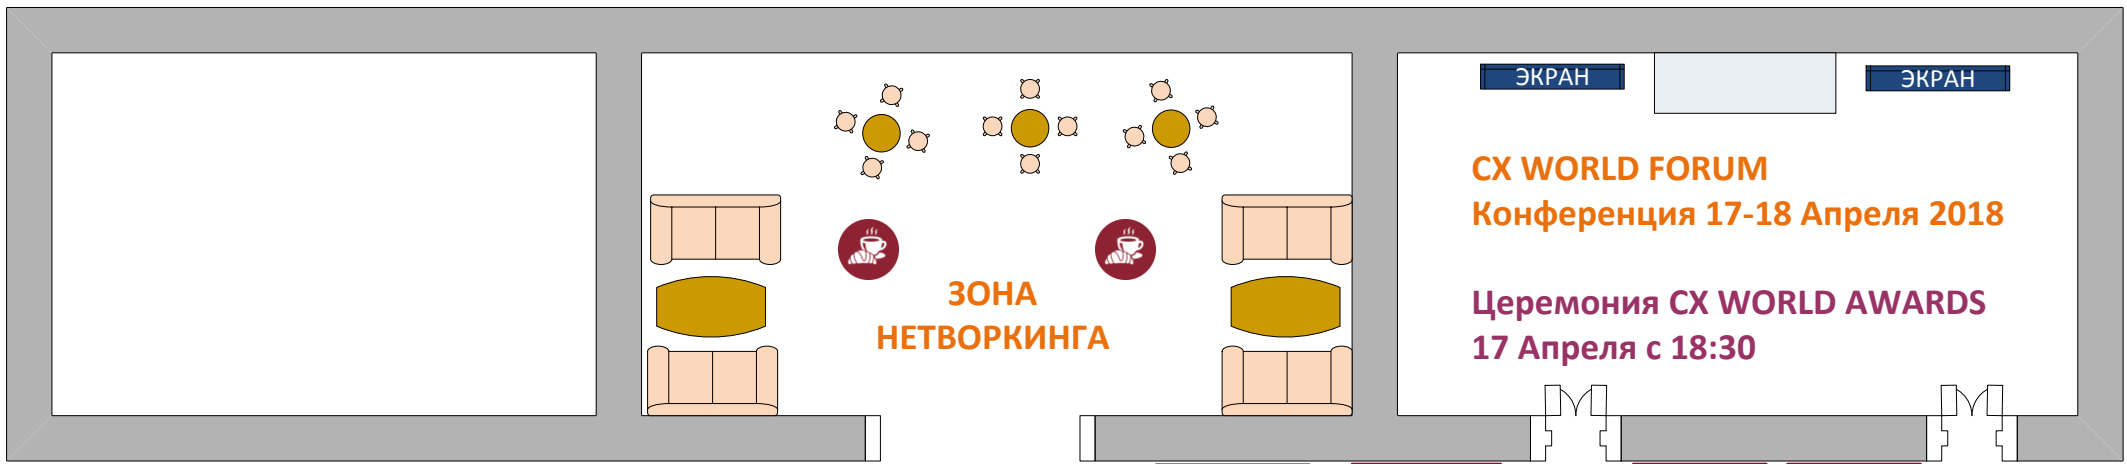 ЭКРАН
ЭКРАН
CX WORLD FORUM
Конференция 17-18 Апреля 2018
Церемония CX WORLD AWARDS
17 Апреля с 18:30
ЗОНА
НЕТВОРКИНГА